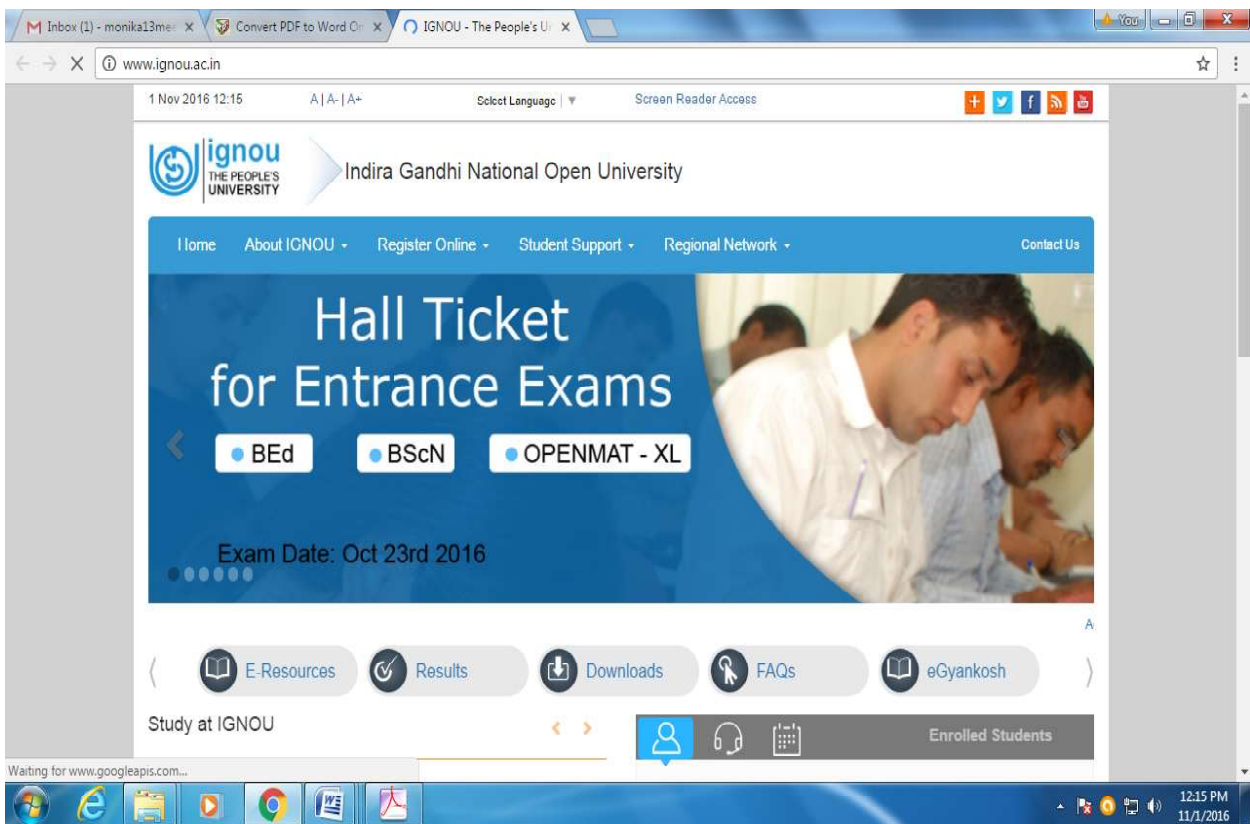 Inbox (1) - monika13me
Convert PDF to Word On
IGNOU - The People's U
You
www.ignou.ac.in
1 Nov 2016 12:15 A | A- | A+ Select Language ▼ Screen Reader Access
You
ignou
THE PEOPLE'S
UNIVERSITY
Indira Gandhi National Open University
Home About IGNOU Register Online Student Support Regional Network Contact Us
Hall Ticket
for Entrance Exams
BEd BScN OPENMAT - XL
Exam Date: Oct 23rd 2016
A
E-Resources Results Downloads FAQs eGyankosh
Study at IGNOU
Enrolled Students
Waiting for www.googleapis.com...
12:15 PM
11/1/2016